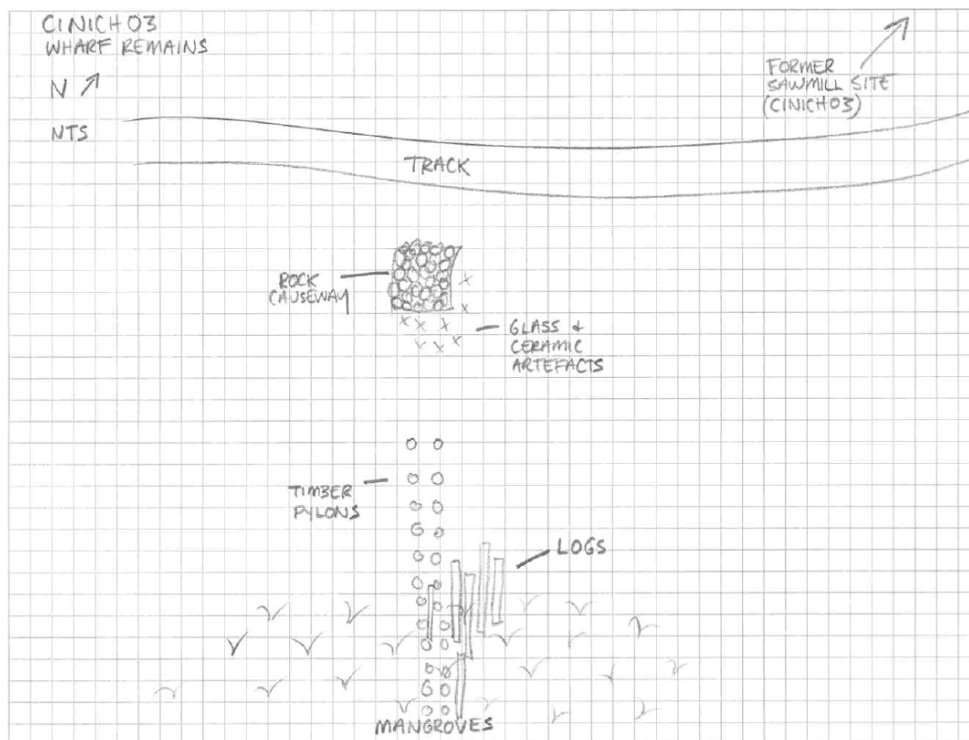 CINICH03
WHARF REMAINS
N
NTS
FORMER
SAWMILL SITE
(CINICH03)
TRACK
ROCK
CAUSEWAY
GLASS &
CERAMIC
ARTEFACTS
TIMBER
PYLONS
LOGS
MANGROVES